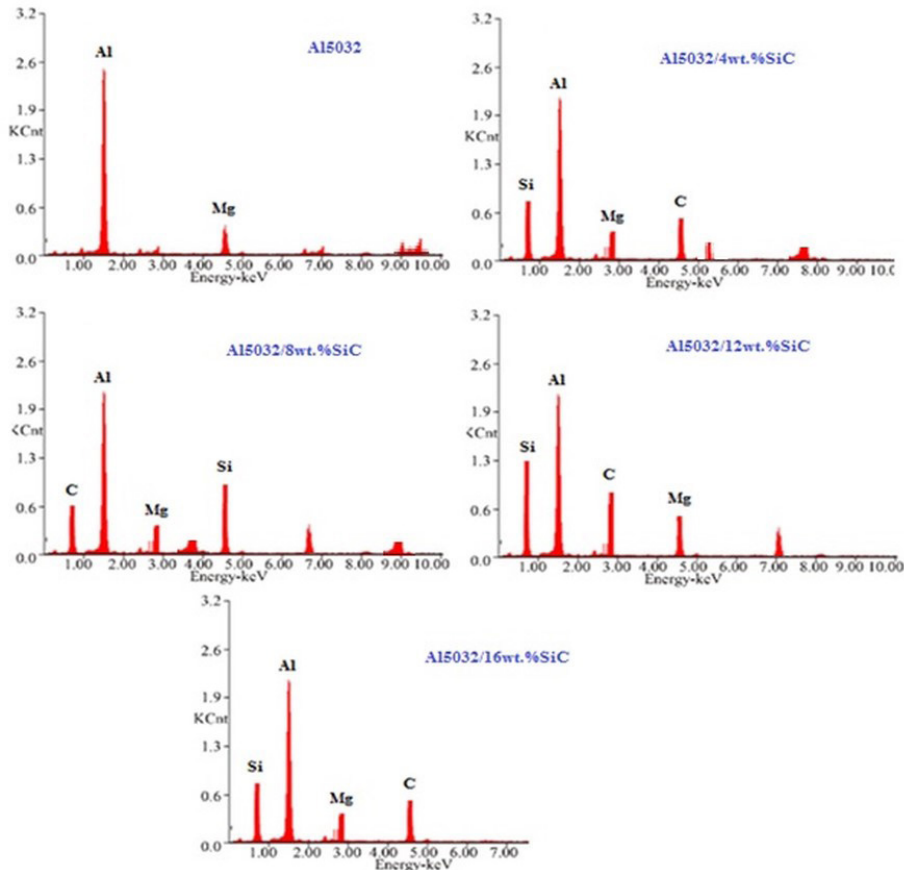 Al5032
3.2
2.6
1.9
KCnt
1.3
0.6
0.0
Al
Mg
1.00 2.00 3.00 4.00 5.00 6.00 7.00 8.00 9.00 10.00
Energy-keV
Al5032/4wt.%SiC
3.2
2.6
1.9
KCnt
1.3
0.6
0.0
Si
Al
Mg
C
1.00 2.00 3.00 4.00 5.00 6.00 7.00 8.00 9.00 10.00
Energy-keV
Al5032/8wt.%SiC
3.2
2.6
1.9
KCnt
1.3
0.6
0.0
C
Al
Mg
Si
1.00 2.00 3.00 4.00 5.00 6.00 7.00 8.00 9.00 10.00
Energy-keV
Al5032/12wt.%SiC
3.2
2.6
1.9
KCnt
1.3
0.6
0.0
Si
Al
C
Mg
1.00 2.00 3.00 4.00 5.00 6.00 7.00 8.00 9.00 10.00
Energy-keV
Al5032/16wt.%SiC
3.2
2.6
1.9
KCnt
1.3
0.6
0.0
Si
Al
Mg
C
1.00 2.00 3.00 4.00 5.00 6.00 7.00
Energy-keV